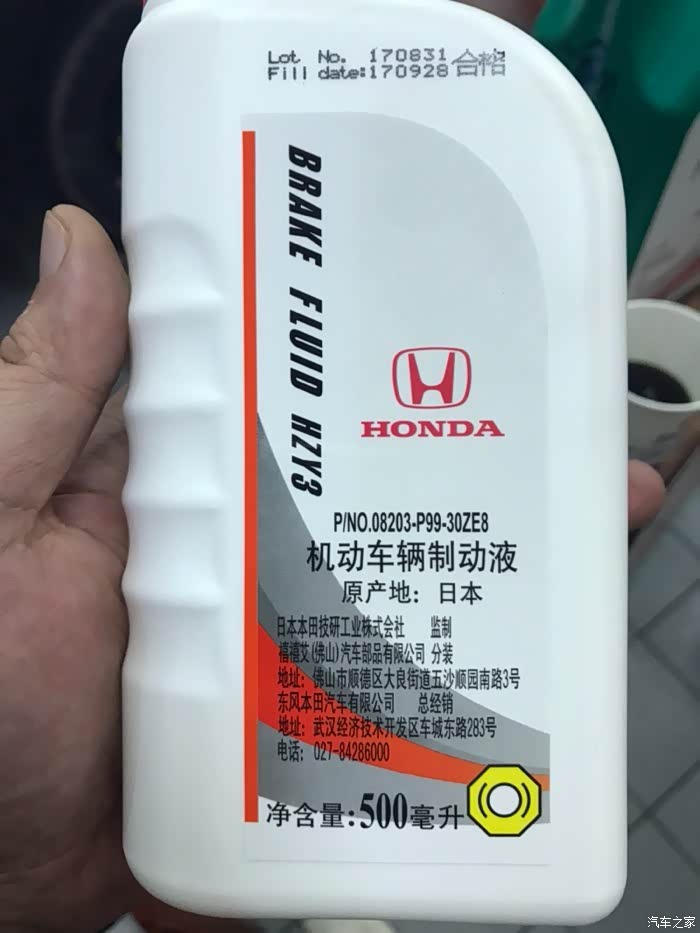 Lot No. 170831
Fill date:170928 合格
BRAKE FLUID HZY3
HONDA
P/NO.08203-P99-30ZE8
机动车辆制动液
原产地：日本
日本本田技研工业株式会社 监制
禧禧艾(佛山)汽车部品有限公司 分装
地址：佛山市顺德区大良街道五沙顺园南路3号
东风本田汽车有限公司 总经销
地址：武汉经济技术开发区车城东路283号
电话：027-84286000
净含量:500毫升
汽车之家